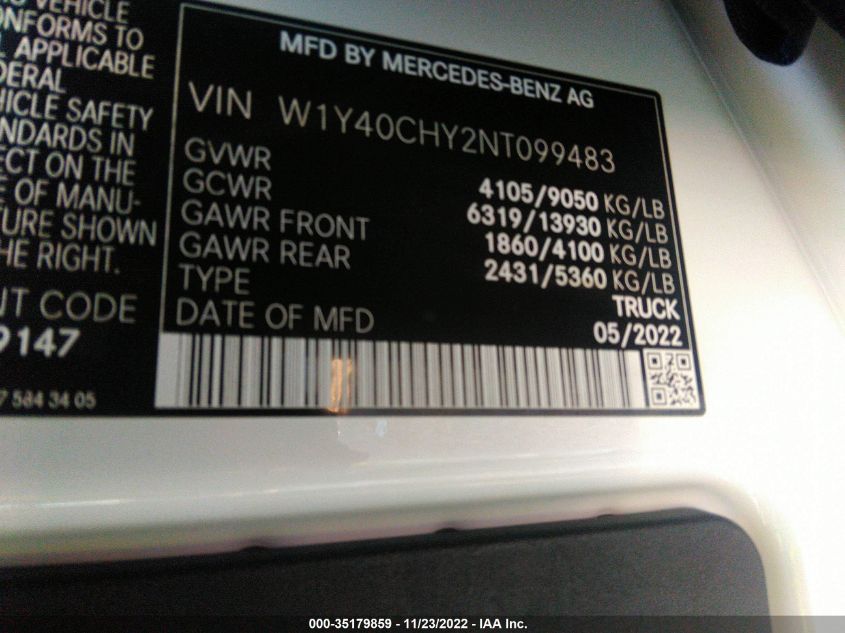 VEHICLE
ONFORMS TO
APPLICABLE
DERAL
HICLE SAFETY
NDARDS IN
ECT ON THE
E OF MANU-
URE SHOWN
HE RIGHT.
NT CODE
9147
7 584 34 05
MFD BY MERCEDES-BENZ AG
VIN W1Y40CHY2NT099483
GVWR 4105/9050 KG/LB
GCWR 6319/13930 KG/LB
GAWR FRONT 1860/4100 KG/LB
GAWR REAR 2431/5360 KG/LB
TYPE TRUCK
DATE OF MFD 05/2022
000-35179859 - 11/23/2022 - IAA Inc.